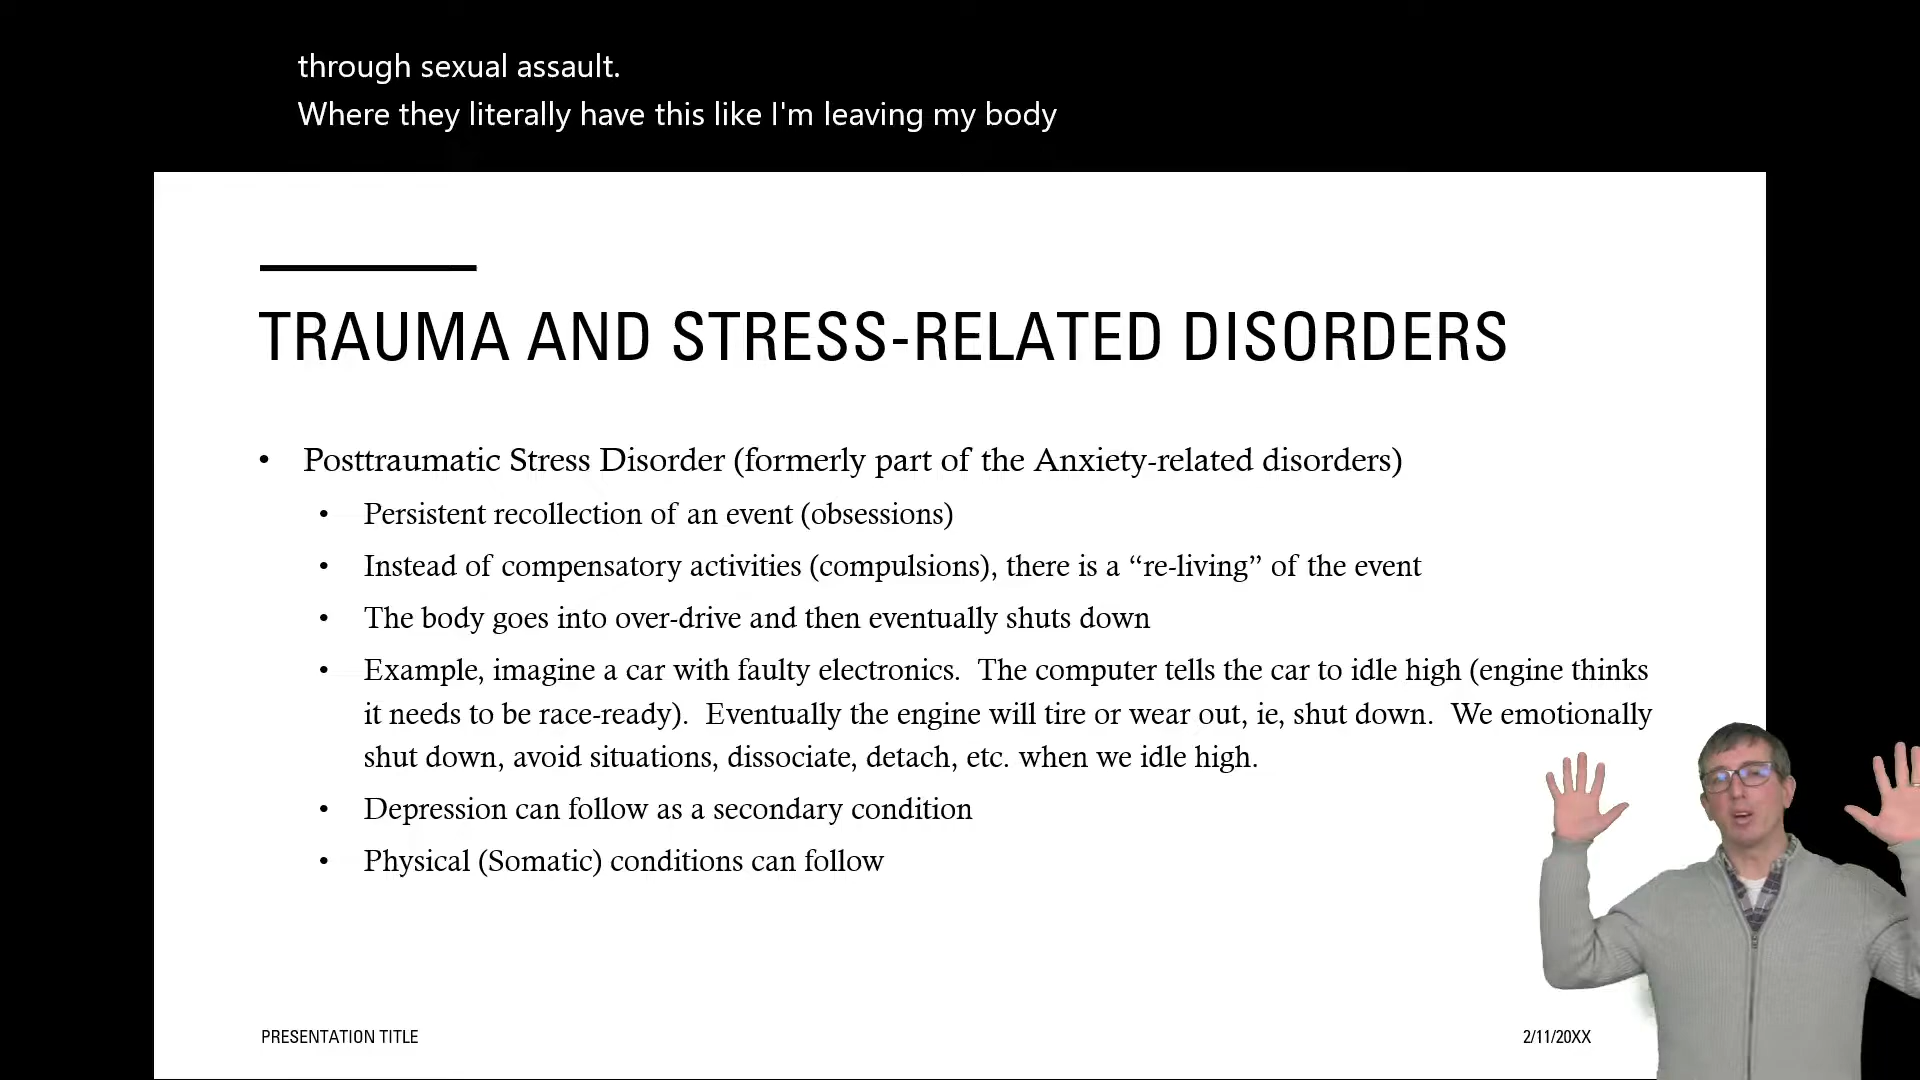 through sexual assault.
Where they literally have this like I'm leaving my body
TRAUMA AND STRESS-RELATED DISORDERS
• Posttraumatic Stress Disorder (formerly part of the Anxiety-related disorders)
• Persistent recollection of an event (obsessions)
• Instead of compensatory activities (compulsions), there is a “re-living” of the event
• The body goes into over-drive and then eventually shuts down
• Example, imagine a car with faulty electronics.  The computer tells the car to idle high (engine thinks
it needs to be race-ready).  Eventually the engine will tire or wear out, ie, shut down.  We emotionally
shut down, avoid situations, dissociate, detach, etc. when we idle high.
• Depression can follow as a secondary condition
• Physical (Somatic) conditions can follow
PRESENTATION TITLE
2/11/20XX